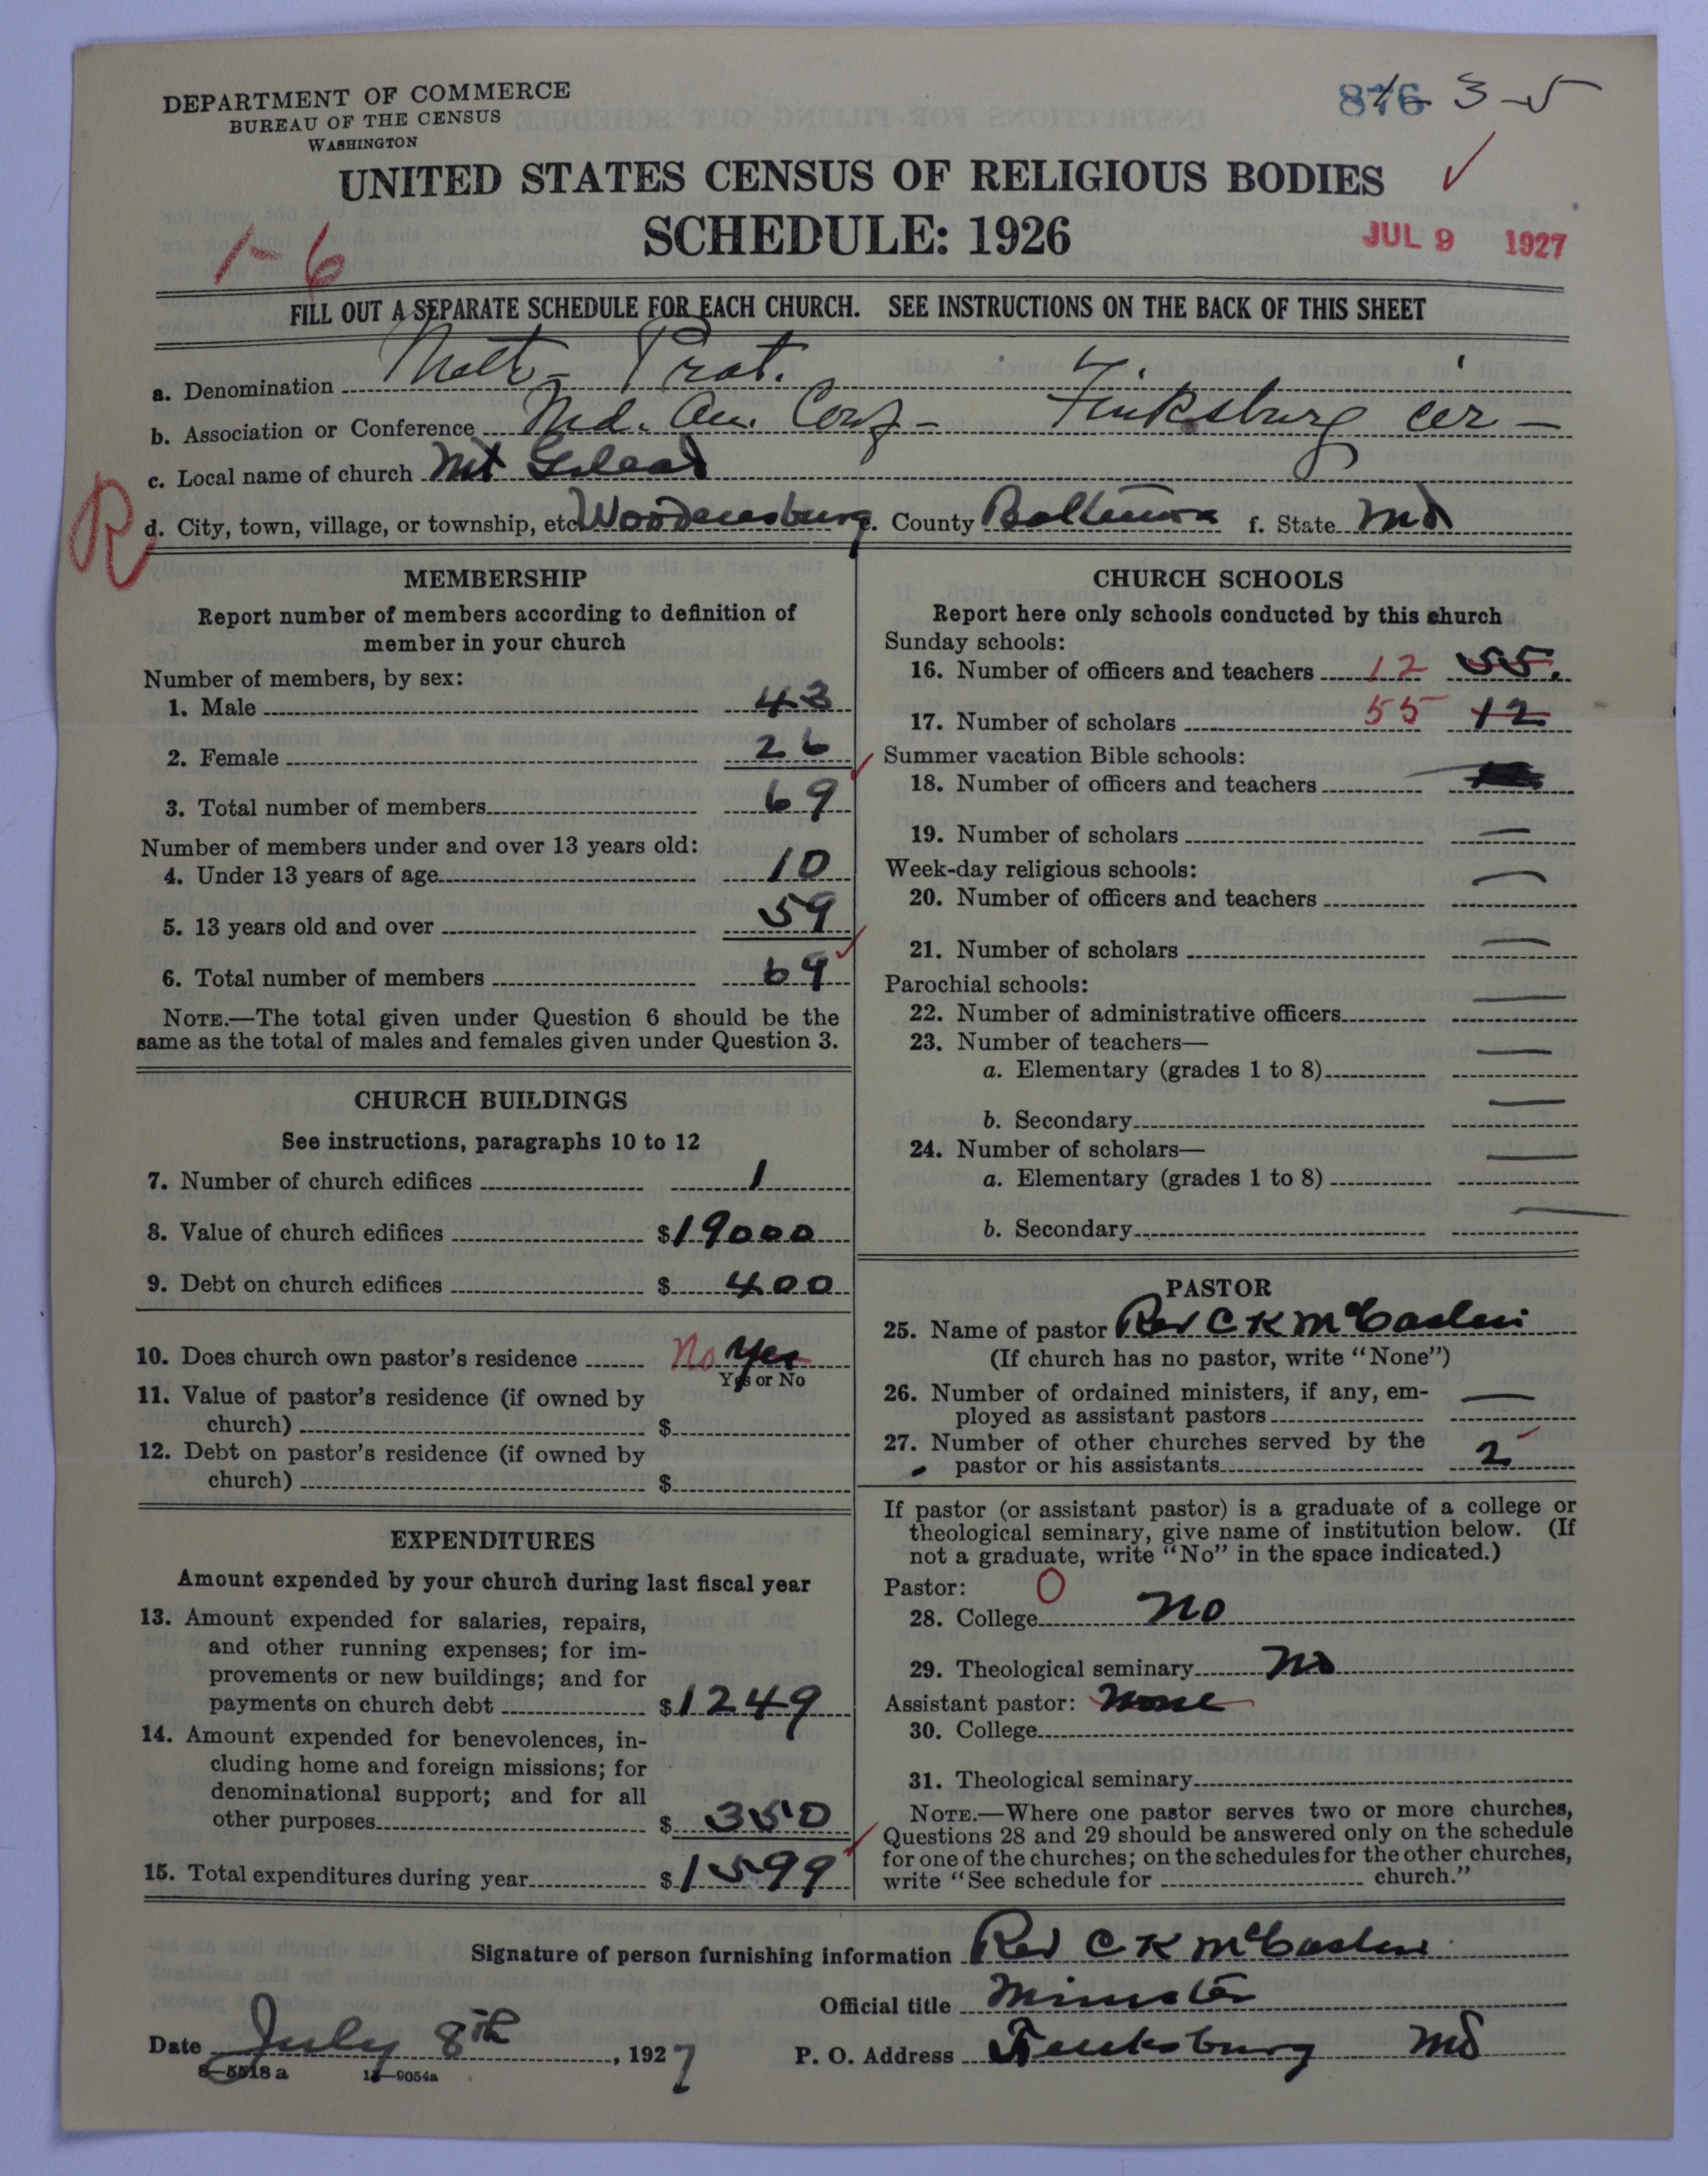 DEPARTMENT OF COMMERCE
BUREAU OF THE CENSUS
WASHINGTON
876 3-5
UNITED STATES CENSUS OF RELIGIOUS BODIES
SCHEDULE: 1926
1-6
JUL 9 1927
FILL OUT A SEPARATE SCHEDULE FOR EACH CHURCH. SEE INSTRUCTIONS ON THE BACK OF THIS SHEET
a. Denomination Meth- Prot.
b. Association or Conference Md. An. Conf - Finksburg cir -
c. Local name of church Mt Gilead
R
d. City, town, village, or township, etc. Woodensburg e. County Baltimore f. State Md
MEMBERSHIP
Report number of members according to definition of
member in your church
Number of members, by sex:
1. Male 43
2. Female 26
3. Total number of members 69
Number of members under and over 13 years old:
4. Under 13 years of age 10
5. 13 years old and over 59
6. Total number of members 69
NOTE.—The total given under Question 6 should be the
same as the total of males and females given under Question 3.
CHURCH BUILDINGS
See instructions, paragraphs 10 to 12
7. Number of church edifices 1
8. Value of church edifices $19000
9. Debt on church edifices $ 400
10. Does church own pastor's residence No Yes
Yes or No
11. Value of pastor's residence (if owned by
church) $
12. Debt on pastor's residence (if owned by
church) $
EXPENDITURES
Amount expended by your church during last fiscal year
13. Amount expended for salaries, repairs,
and other running expenses; for im-
provements or new buildings; and for
payments on church debt $1249
14. Amount expended for benevolences, in-
cluding home and foreign missions; for
denominational support; and for all
other purposes $ 350
15. Total expenditures during year $1599
CHURCH SCHOOLS
Report here only schools conducted by this church
Sunday schools:
16. Number of officers and teachers 12 55.
17. Number of scholars 55 12
Summer vacation Bible schools:
18. Number of officers and teachers
19. Number of scholars —
Week-day religious schools:
20. Number of officers and teachers —
21. Number of scholars —
Parochial schools:
22. Number of administrative officers —
23. Number of teachers—
a. Elementary (grades 1 to 8) —
b. Secondary —
24. Number of scholars—
a. Elementary (grades 1 to 8) —
b. Secondary —
PASTOR
25. Name of pastor Rev C K McCaslin
(If church has no pastor, write "None")
26. Number of ordained ministers, if any, em-
ployed as assistant pastors —
27. Number of other churches served by the
pastor or his assistants 2
If pastor (or assistant pastor) is a graduate of a college or
theological seminary, give name of institution below. (If
not a graduate, write "No" in the space indicated.)
Pastor: O
28. College No
29. Theological seminary No
Assistant pastor: None
30. College
31. Theological seminary
NOTE.—Where one pastor serves two or more churches,
Questions 28 and 29 should be answered only on the schedule
for one of the churches; on the schedules for the other churches,
write "See schedule for church."
Signature of person furnishing information Rev C K McCaslin
Official title Minister
Date July 8th, 1927 P. O. Address Finksburg Md
8-5518a 11-9054a